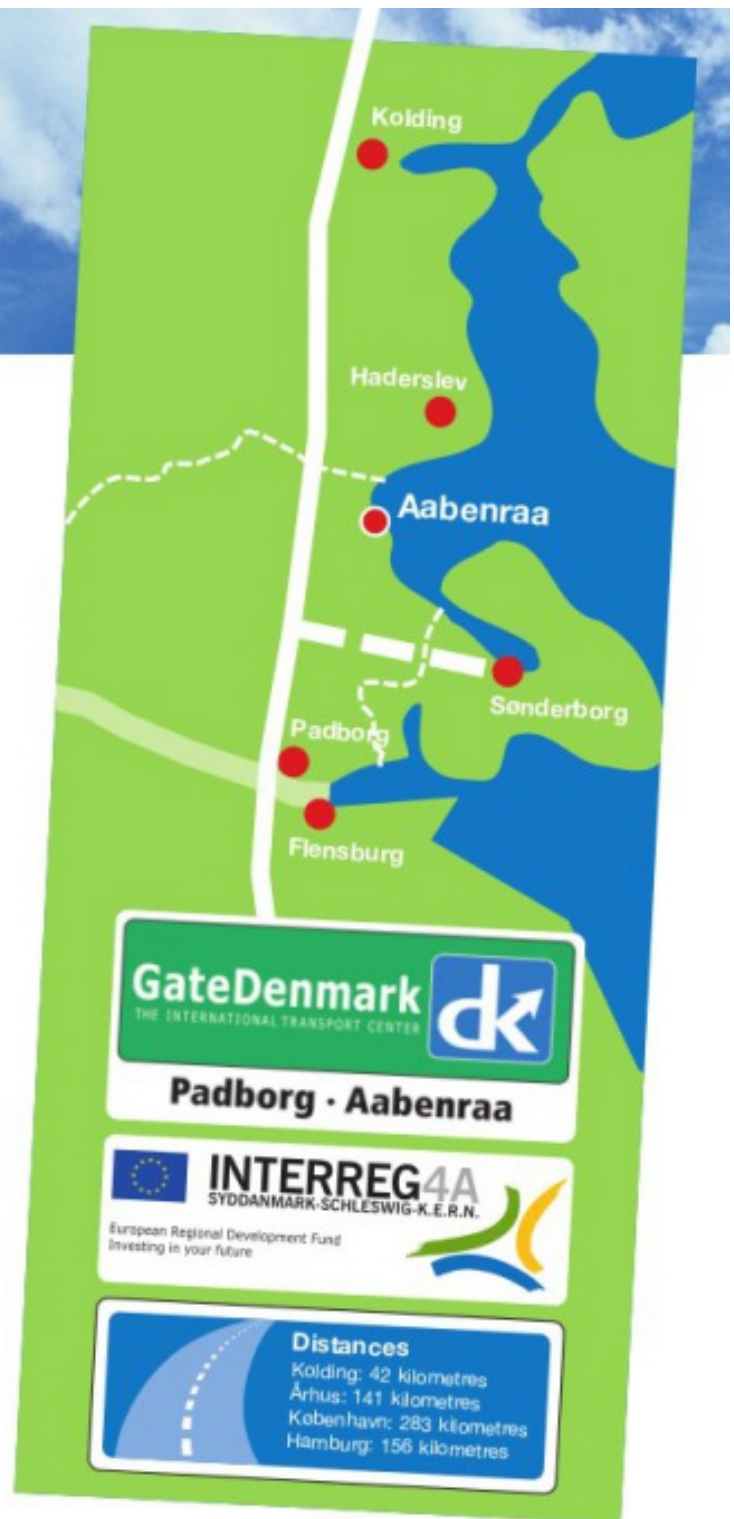 Kolding
Haderslev
Aabenraa
Sønderborg
Padborg
Flensburg
GateDenmark dk
THE INTERNATIONAL TRANSPORT CENTER
Padborg · Aabenraa
INTERREG4A
SYDDANMARK-SCHLESWIG-K.E.R.N.
European Regional Development Fund
Investing in your future
Distances
Kolding: 42 kilometres
Århus: 141 kilometres
København: 283 kilometres
Hamburg: 156 kilometres